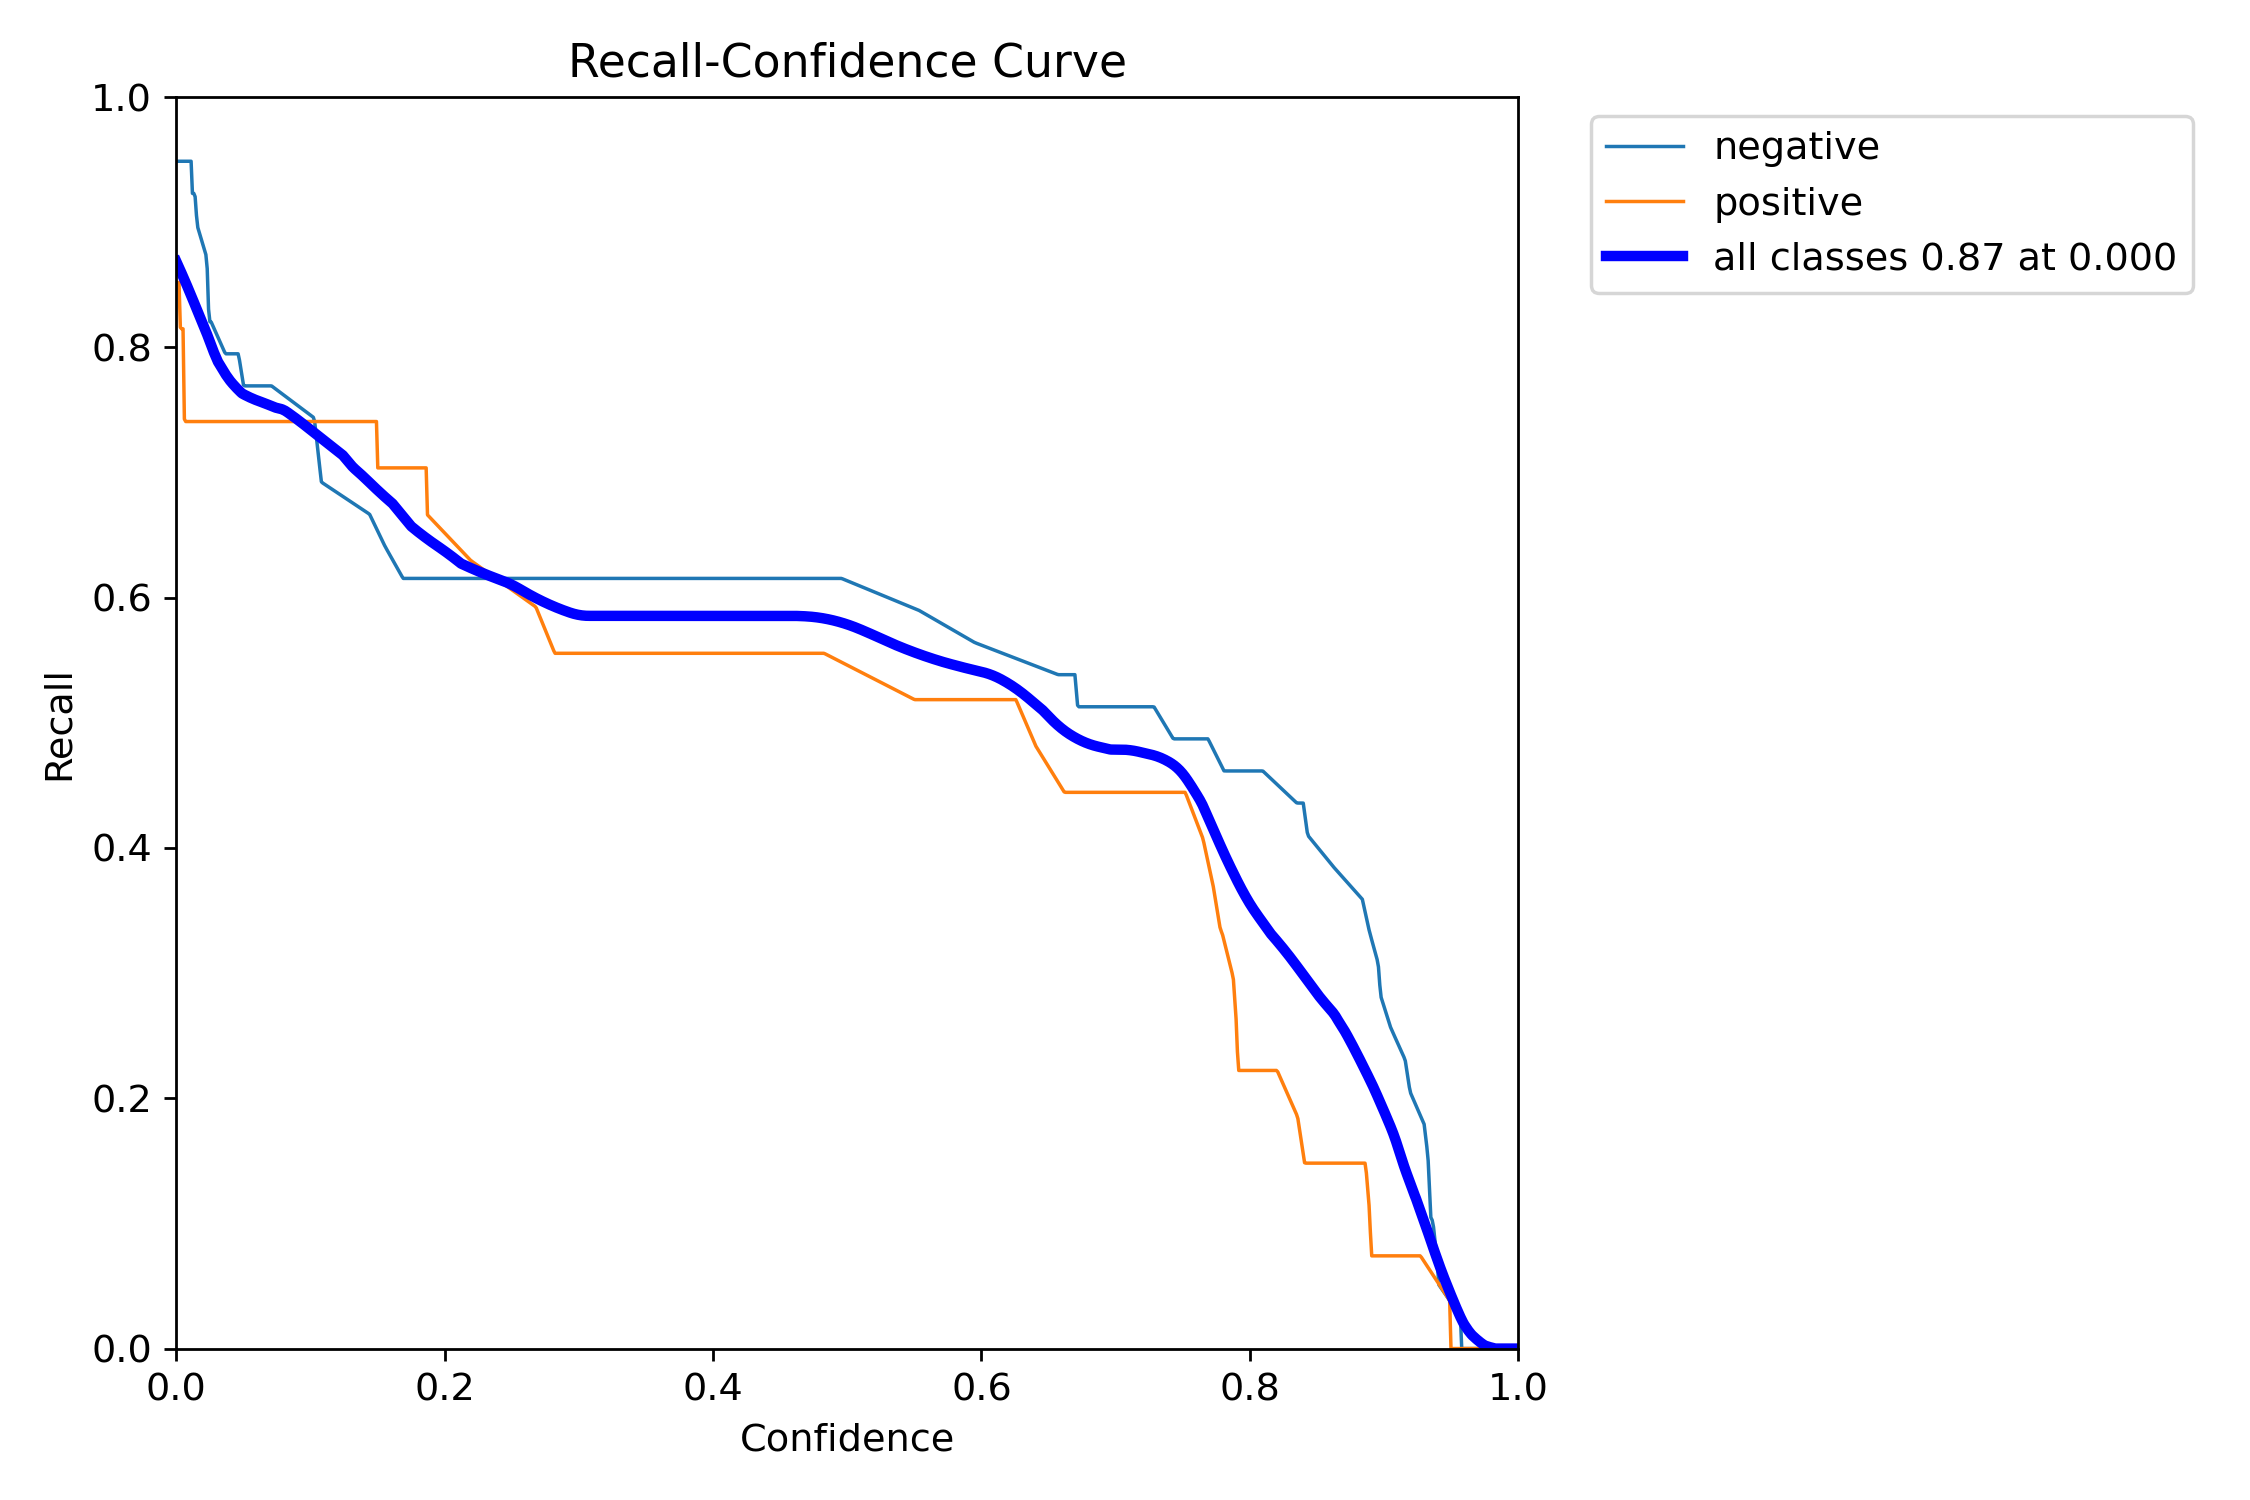 Recall-Confidence Curve
1.0
0.8
0.6
0.4
0.2
0.0
Recall
0.0 0.2 0.4 0.6 0.8 1.0
Confidence
negative
positive
all classes 0.87 at 0.000